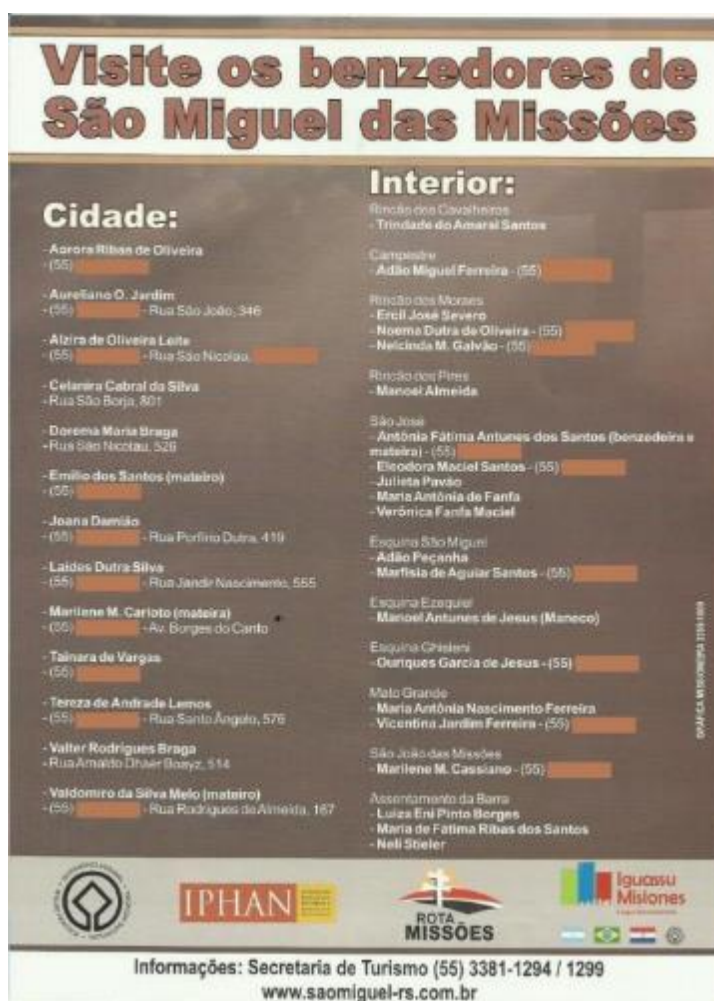 Visite os benzedores de
São Miguel das Missões
Cidade:
- Aurora Ribas de Oliveira
- (55)
- Aureliano O. Jardim
- (55) - Rua São João, 346
- Alzira de Oliveira Leite
- (55) - Rua São Nicolau,
- Celanira Cabral da Silva
- Rua São Borja, 801
- Dorema Maria Braga
- Rua São Nicolau, 526
- Emílio dos Santos (mateiro)
- (55)
- Joana Damião
- (55) - Rua Porfírio Dutra, 419
- Laides Dutra Silva
- (55) - Rua Jandir Nascimento, 555
- Marilene M. Carloto (mateira)
- (55) - Av. Borges do Canto
- Tainara de Vargas
- (55)
- Tereza de Andrade Lemos
- (55) - Rua Santo Ângelo, 576
- Valter Rodrigues Braga
- Rua Arnaldo 514
- Valdomiro da Silva Melo (mateiro)
- (55) - Rua Rodrigues de Almeida, 167
Interior:
Rincão dos Cavalheiros
- Trindade do Amaral Santos
Campestre
- Adão Miguel Ferreira - (55)
Rincão dos Moraes
- Ercil José Severo
- Noema Dutra de Oliveira - (55)
- Nelcinda M. Galvão - (55)
Rincão dos Pires
- Manoel Almeida
São José
- Antônia Fátima Antunes dos Santos (benzedeira e
mateira) - (55)
- Eleodora Maciel Santos - (55)
- Julieta Pavão
- Maria Antônia de Fanfa
- Verônica Fanfa Maciel
Esquina São Miguel
- Adão Peçanha
- Marfisia de Aguiar Santos - (55)
Esquina Ezequiel
- Manoel Antunes de Jesus (Maneco)
Esquina Ghisleni
- Ouriques Garcia de Jesus - (55)
Mato Grande
- Maria Antônia Nascimento Ferreira
- Vicentina Jardim Ferreira - (55)
São João das Missões
- Marilene M. Cassiano - (55)
Assentamento da Barra
- Luiza Eni Pinto Borges
- Maria de Fatima Ribas dos Santos
- Neli Stieler
GRÁFICA MISSIONEIRA
IPHAN
ROTA
MISSÕES
Iguassu
Misiones
Informações: Secretaria de Turismo (55) 3381-1294 / 1299
www.saomiguel-rs.com.br